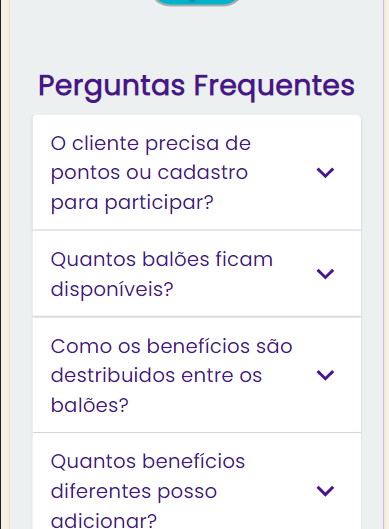 Perguntas Frequentes
O cliente precisa de
pontos ou cadastro
para participar?
Quantos balões ficam
disponíveis?
Como os benefícios são
destribuidos entre os
balões?
Quantos benefícios
diferentes posso
adicionar?